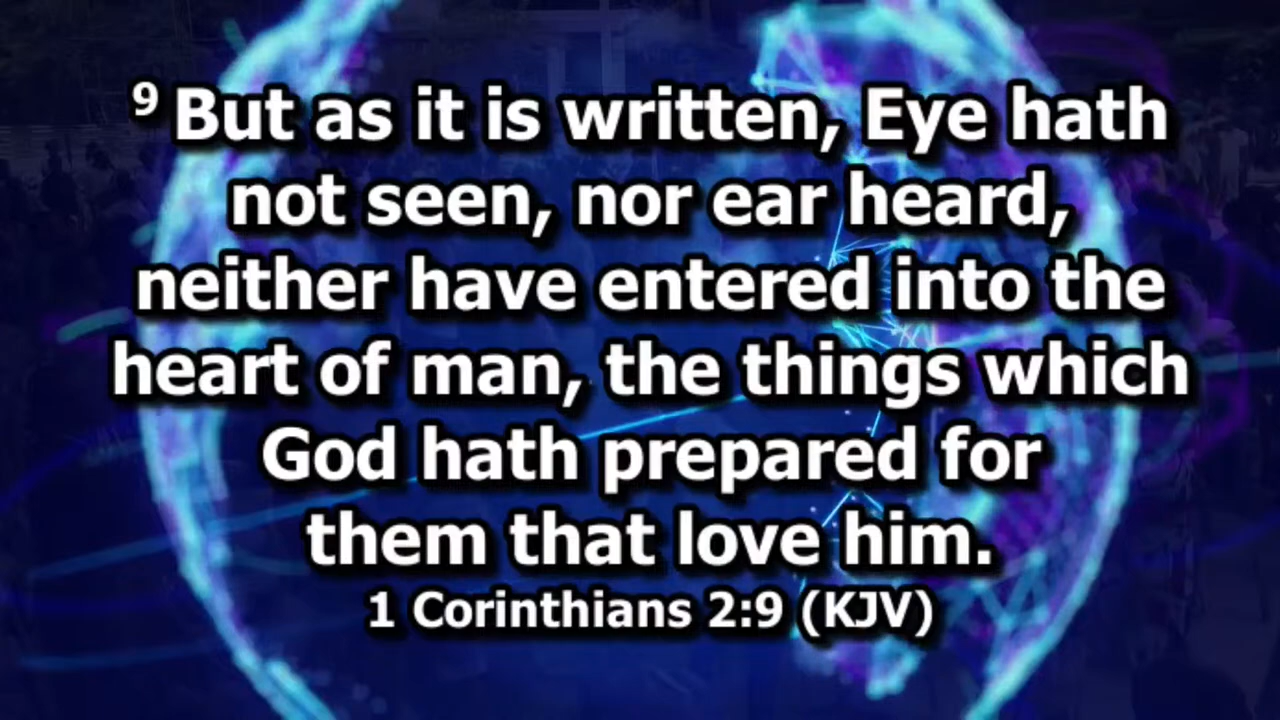 9 But as it is written, Eye hath
not seen, nor ear heard,
neither have entered into the
heart of man, the things which
God hath prepared for
them that love him.
1 Corinthians 2:9 (KJV)